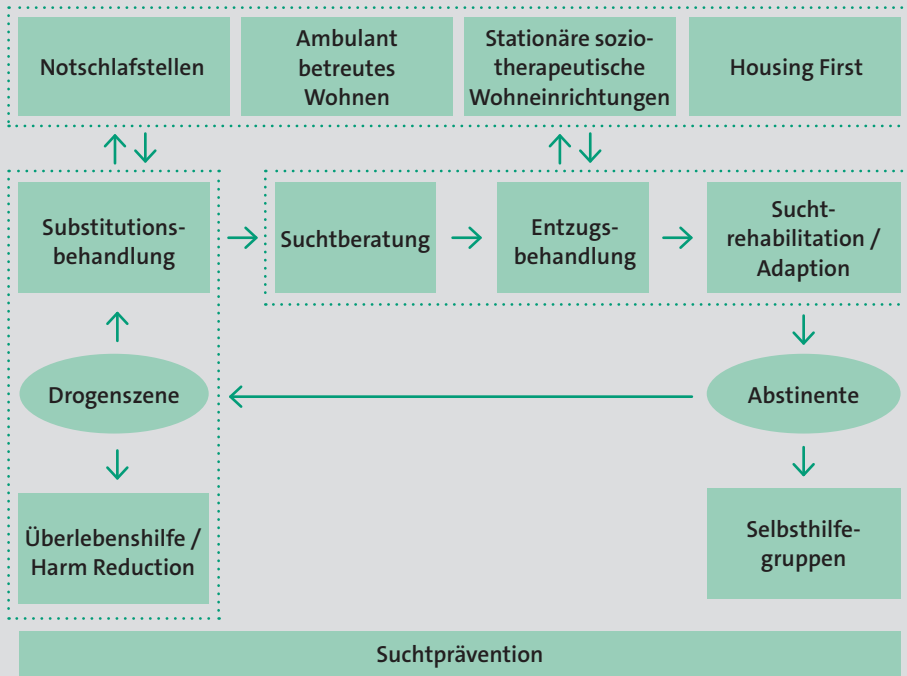 Notschlafstellen
Ambulant
betreutes
Wohnen
Stationäre sozio-
therapeutische
Wohneinrichtungen
Housing First
Substitutions-
behandlung
Suchtberatung
Entzugs-
behandlung
Sucht-
rehabilitation /
Adaption
Drogenszene
Abstinente
Überlebenshilfe /
Harm Reduction
Selbsthilfe-
gruppen
Suchtprävention